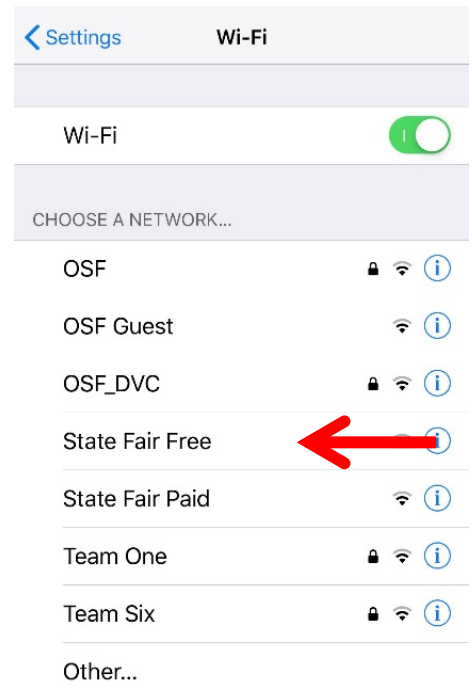 Settings Wi-Fi
Wi-Fi
CHOOSE A NETWORK...
OSF
OSF Guest
OSF_DVC
State Fair Free
State Fair Paid
Team One
Team Six
Other...